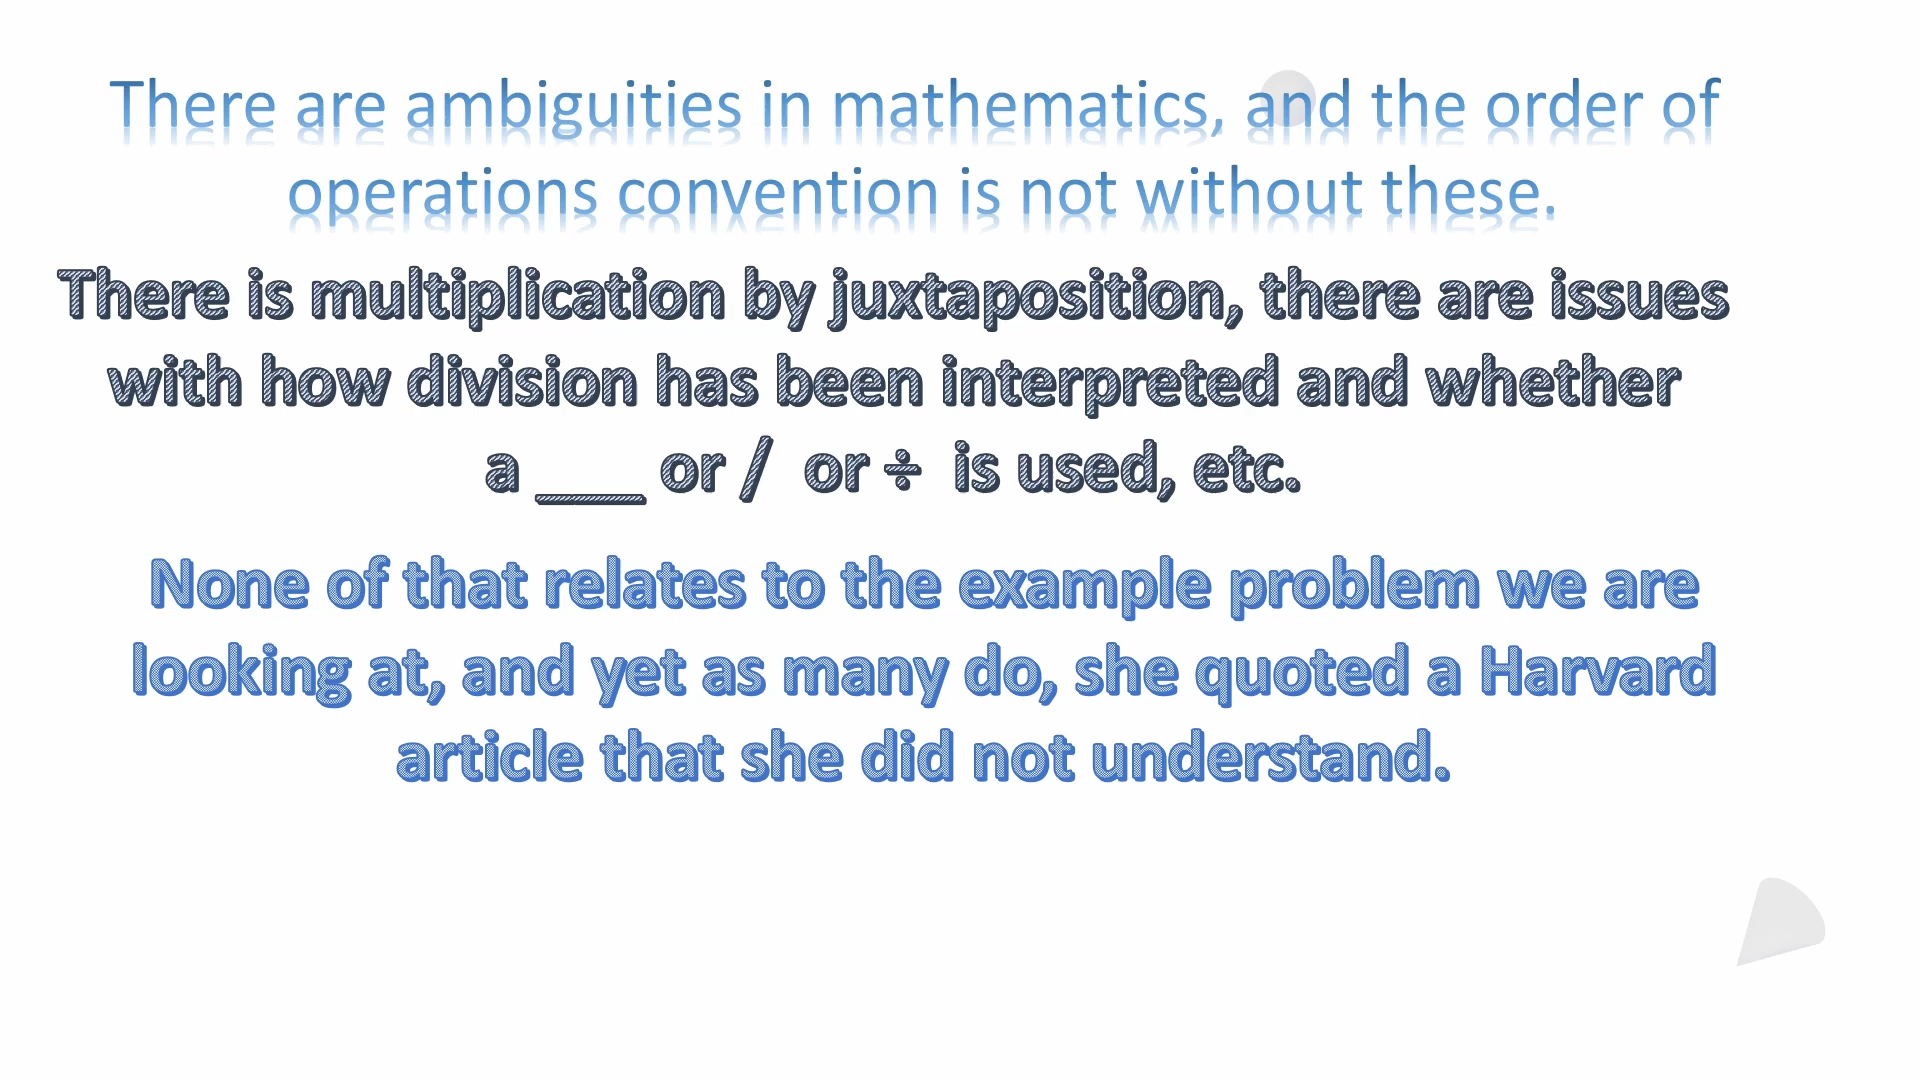 There are ambiguities in mathematics, and the order of
operations convention is not without these.
There is multiplication by juxtaposition, there are issues
with how division has been interpreted and whether
a ___ or / or ÷ is used, etc.
None of that relates to the example problem we are
looking at, and yet as many do, she quoted a Harvard
article that she did not understand.